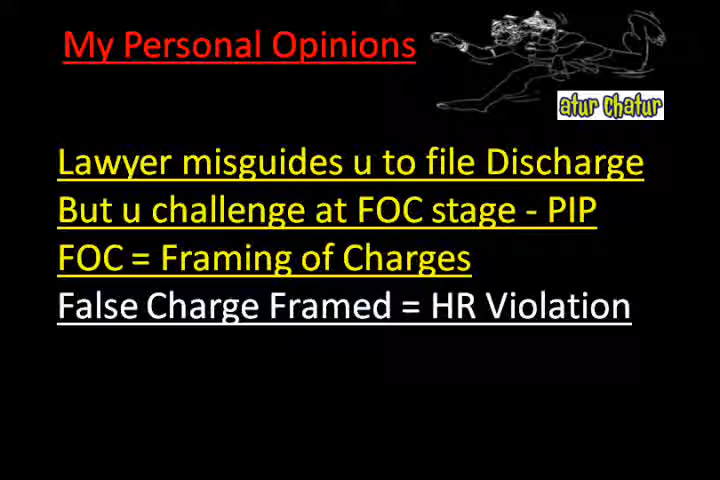 My Personal Opinions
atur chatur
Lawyer misguides u to file Discharge
But u challenge at FOC stage - PIP
FOC = Framing of Charges
False Charge Framed = HR Violation